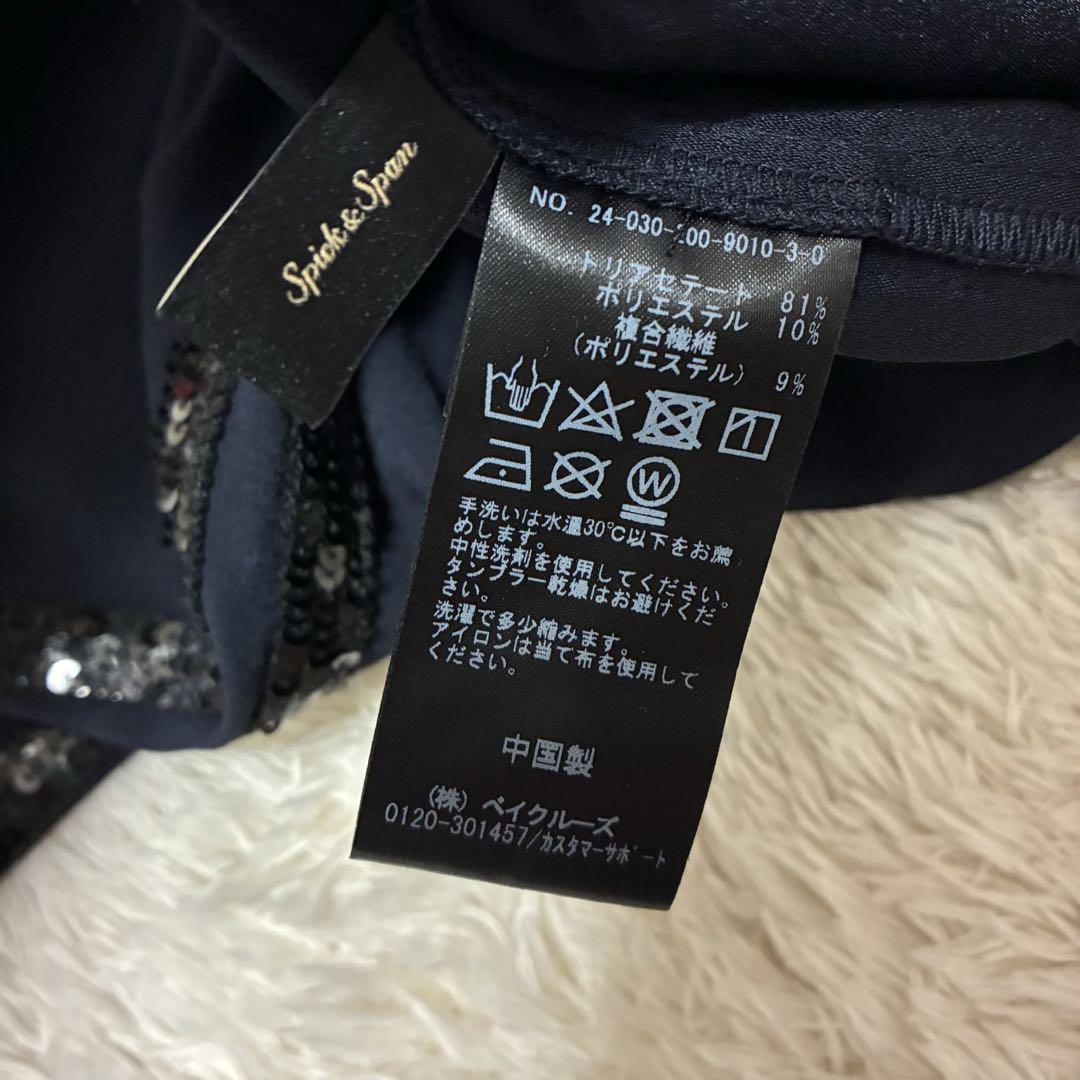 Spick & Span
NO. 24-030-200-9010-3-0
トリアセテート 81%
ポリエステル 10%
複合繊維
(ポリエステル) 9%
W
手洗いは水温30℃以下をお薦
めします。
中性洗剤を使用してください。
タンブラー乾燥はお避けくだ
さい。
洗濯で多少縮みます。
アイロンは当て布を使用して
ください。
中国製
(株) ベイクルーズ
0120-301457/カスタマーサポート